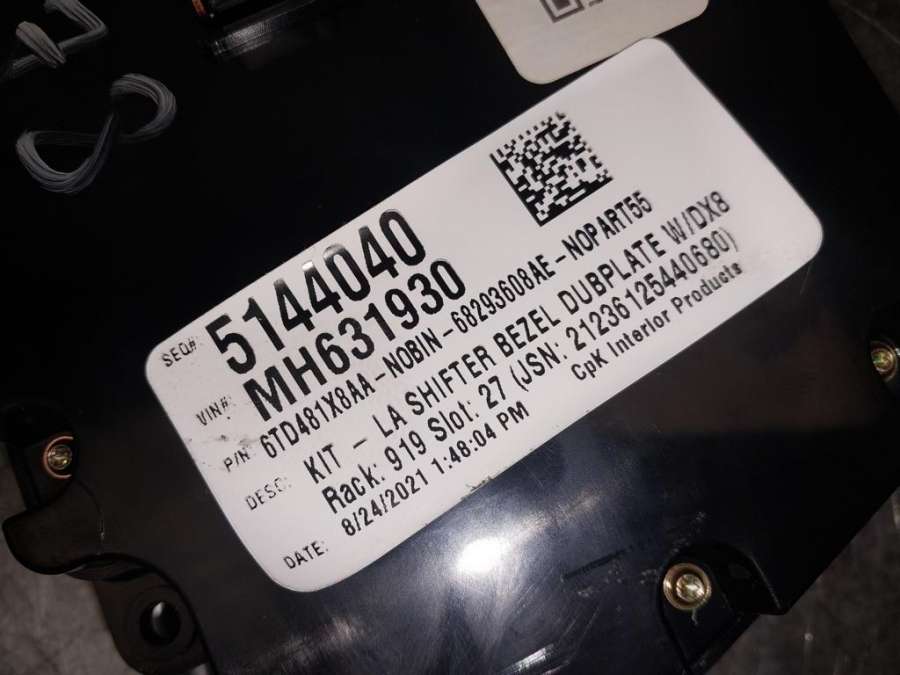 SEQ#: 5144040
VIN#: MH631930
P/N: 6TD481X8AA-NOBIN-68293608AE-NOPART55
DESC: KIT - LA SHIFTER BEZEL DUBPLATE W/DX8
Rack: 919 Slot: 27 (JSN: 21236125440680)
DATE: 8/24/2021 1:48:04 PM CpK Interior Products